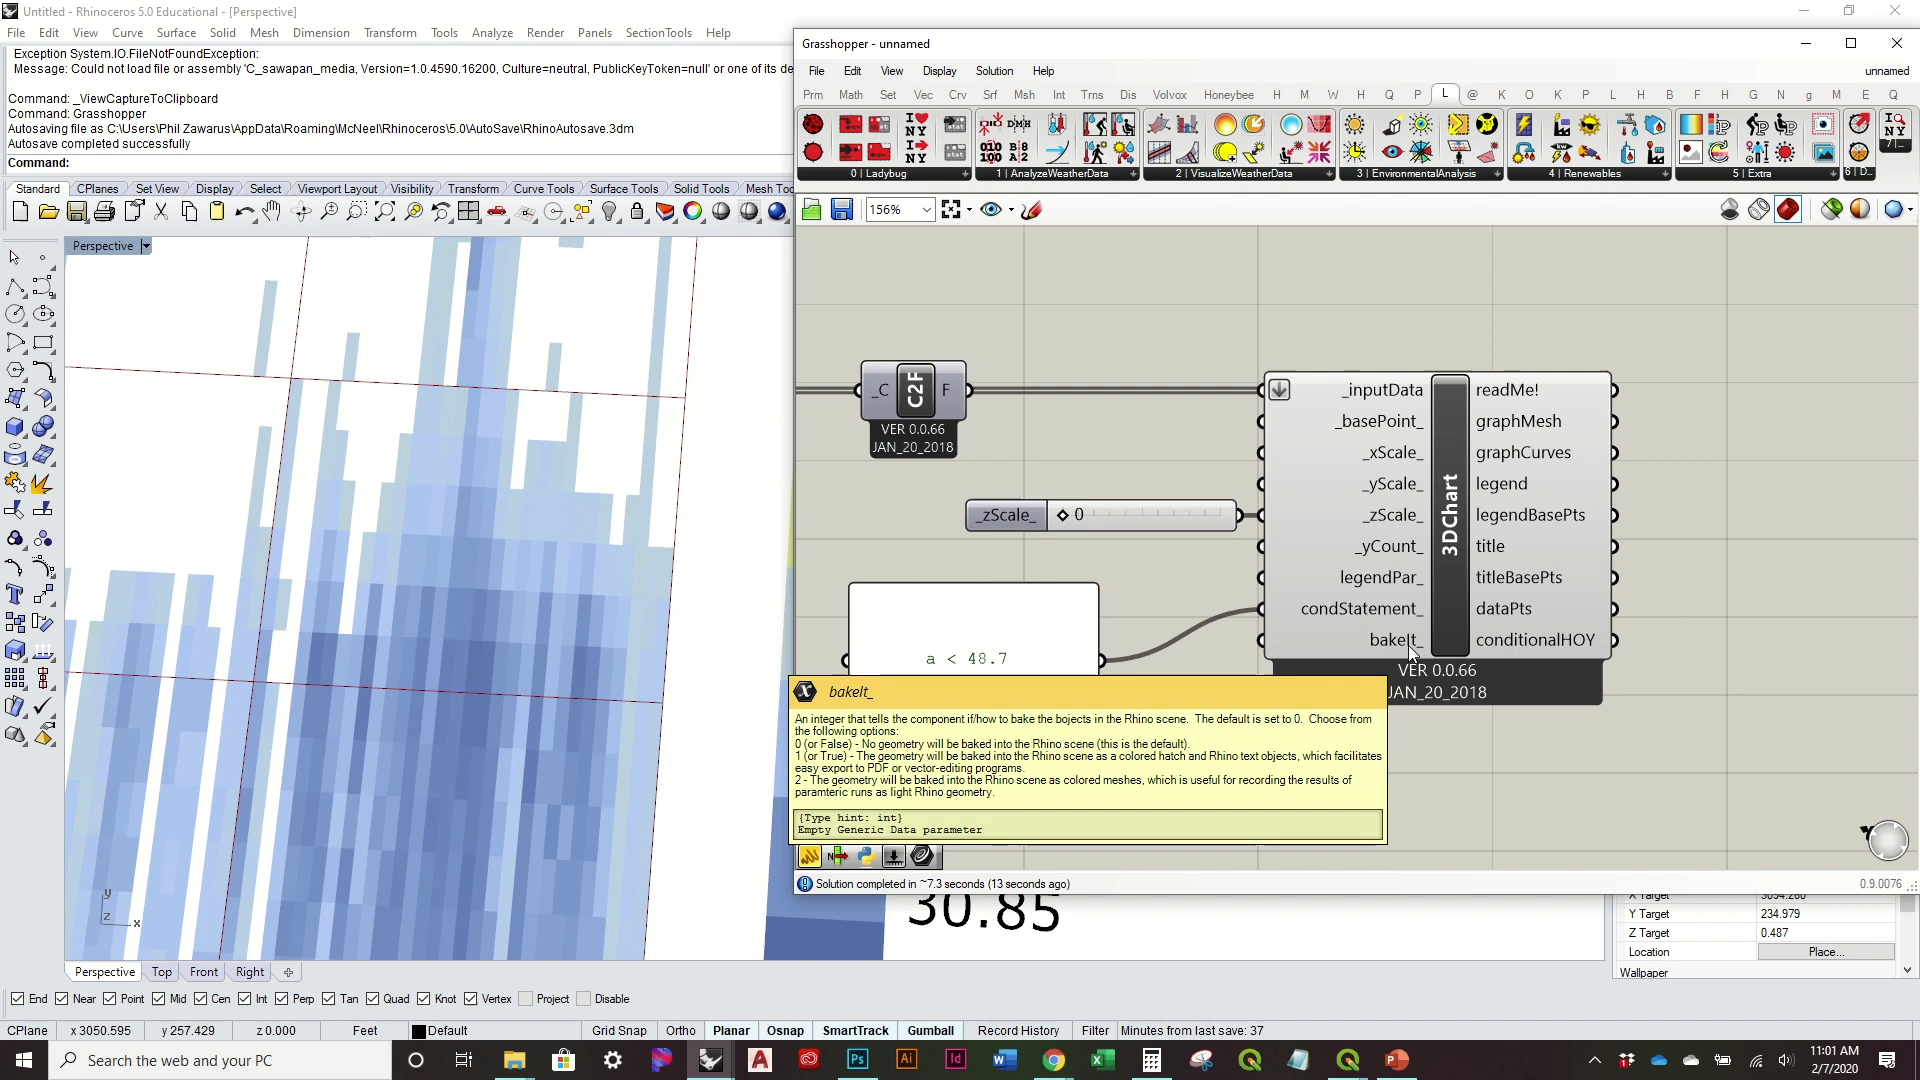 Untitled - Rhinoceros 5.0 Educational - [Perspective]
File Edit View Curve Surface Solid Mesh Dimension Transform Tools Analyze Render Panels SectionTools Help
Exception System.IO.FileNotFoundException:
Message: Could not load file or assembly 'C_sawapan_media, Version=1.0.4590.16200, Culture=neutral, PublicKeyToken=null' or one of its de
Command: _ViewCaptureToClipboard
Command: Grasshopper
Autosaving file as C:\Users\Phil Zawarus\AppData\Roaming\McNeel\Rhinoceros\5.0\AutoSave\RhinoAutosave.3dm
Autosave completed successfully
Command:
Standard CPlanes Set View Display Select Viewport Layout Visibility Transform Curve Tools Surface Tools Solid Tools Mesh Too
Perspective
Grasshopper - unnamed
File Edit View Display Solution Help unnamed
Prm Math Set Vec Crv Srf Msh Int Trns Dis Volvox Honeybee H M W H Q P L @ K O K P L H B F H G N g M E Q
0 | Ladybug 1 | AnalyzeWeatherData 2 | VisualizeWeatherData 3 | EnvironmentalAnalysis 4 | Renewables 5 | Extra 6 | D... 7 |...
156%
_C C2F F
VER 0.0.66
JAN_20_2018
_zScale_ 0
a < 48.7
3DChart
_inputData readMe!
_basePoint_ graphMesh
_xScale_ graphCurves
_yScale_ legend
_zScale_ legendBasePts
_yCount_ title
legendPar_ titleBasePts
condStatement_ dataPts
bakeIt_ conditionalHOY
VER 0.0.66
JAN_20_2018
bakeIt_
An integer that tells the component if/how to bake the bojects in the Rhino scene. The default is set to 0. Choose from
the following options:
0 (or False) - No geometry will be baked into the Rhino scene (this is the default).
1 (or True) - The geometry will be baked into the Rhino scene as a colored hatch and Rhino text objects, which facilitates
easy export to PDF or vector-editing programs.
2 - The geometry will be baked into the Rhino scene as colored meshes, which is useful for recording the results of
paramteric runs as light Rhino geometry.
{Type hint: int}
Empty Generic Data parameter
Solution completed in ~7.3 seconds (13 seconds ago) 0.9.0076
30.85
X Target 3054.260
Y Target 234.979
Z Target 0.487
Location Place...
Wallpaper
y
z x
Perspective Top Front Right
End Near Point Mid Cen Int Perp Tan Quad Knot Vertex Project Disable
CPlane x 3050.595 y 257.429 z 0.000 Feet Default Grid Snap Ortho Planar Osnap SmartTrack Gumball Record History Filter Minutes from last save: 37
Search the web and your PC
11:01 AM
2/7/2020